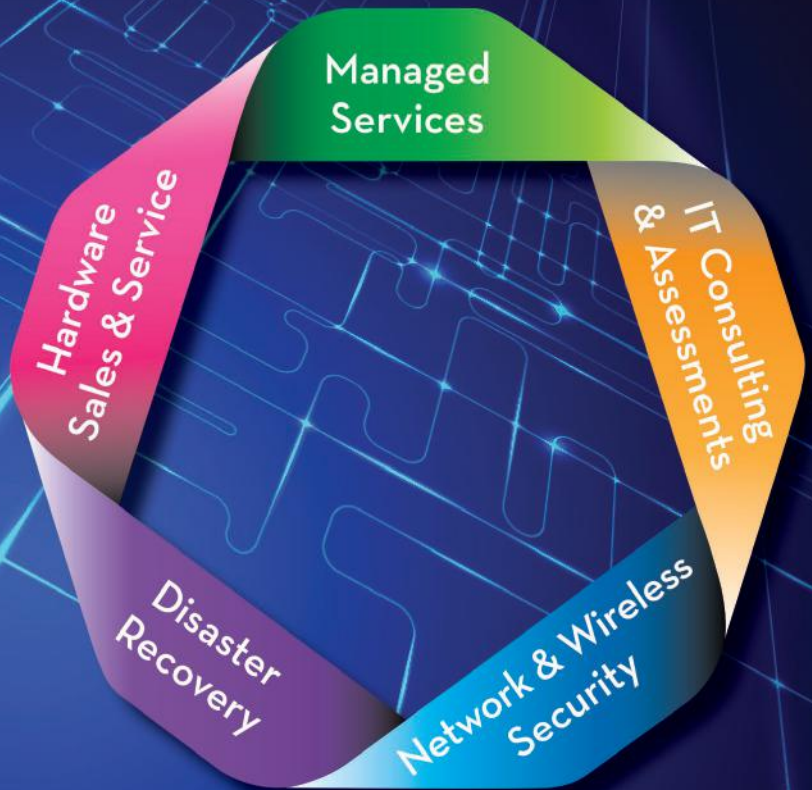 Managed
Services
IT Consulting
& Assessments
Network & Wireless
Security
Disaster
Recovery
Hardware
Sales & Service